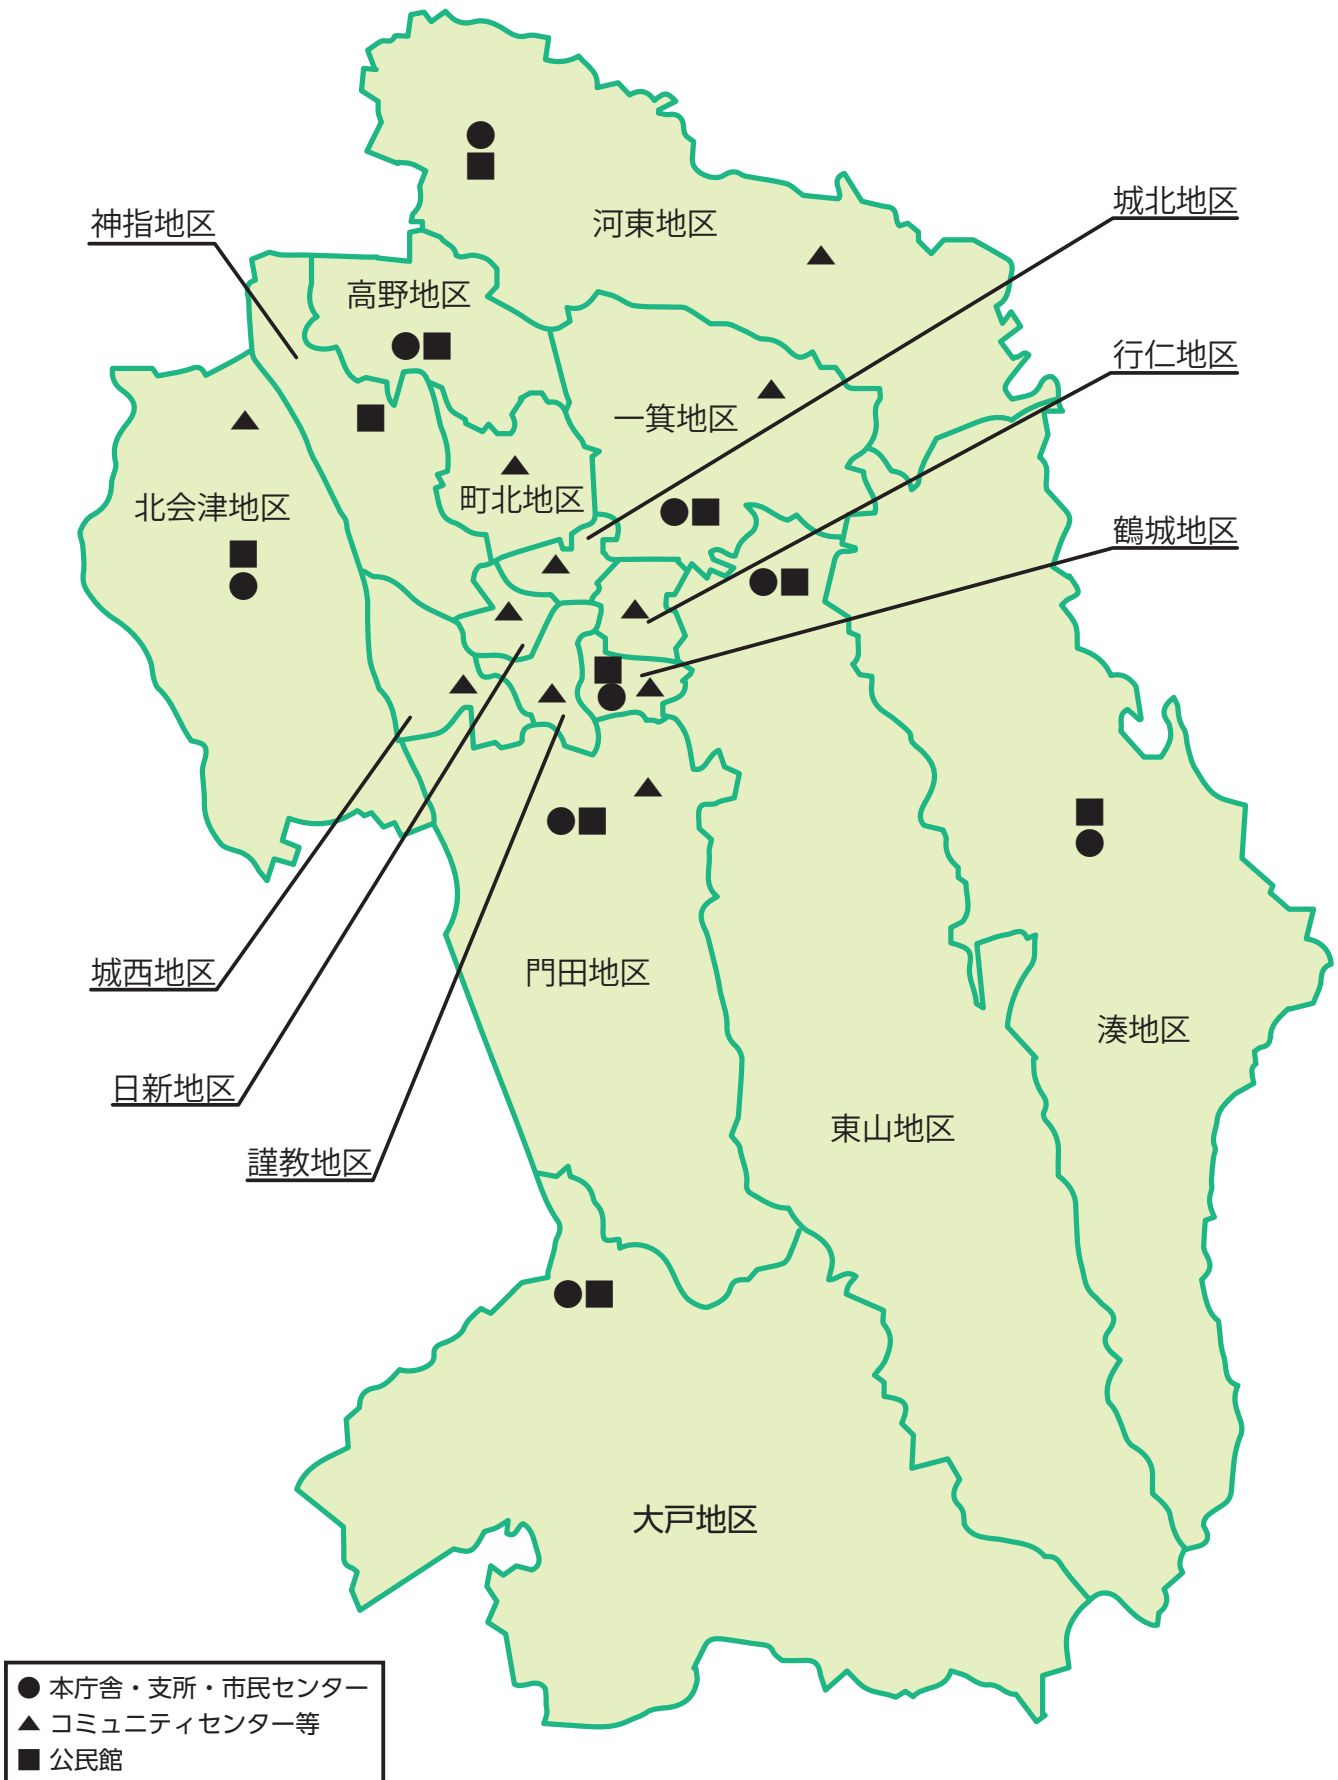 城北地区
神指地区
河東地区
高野地区
行仁地区
一箕地区
町北地区
北会津地区
鶴城地区
城西地区
門田地区
湊地区
日新地区
東山地区
謹教地区
大戸地区
本庁舎・支所・市民センター
コミュニティセンター等
公民館